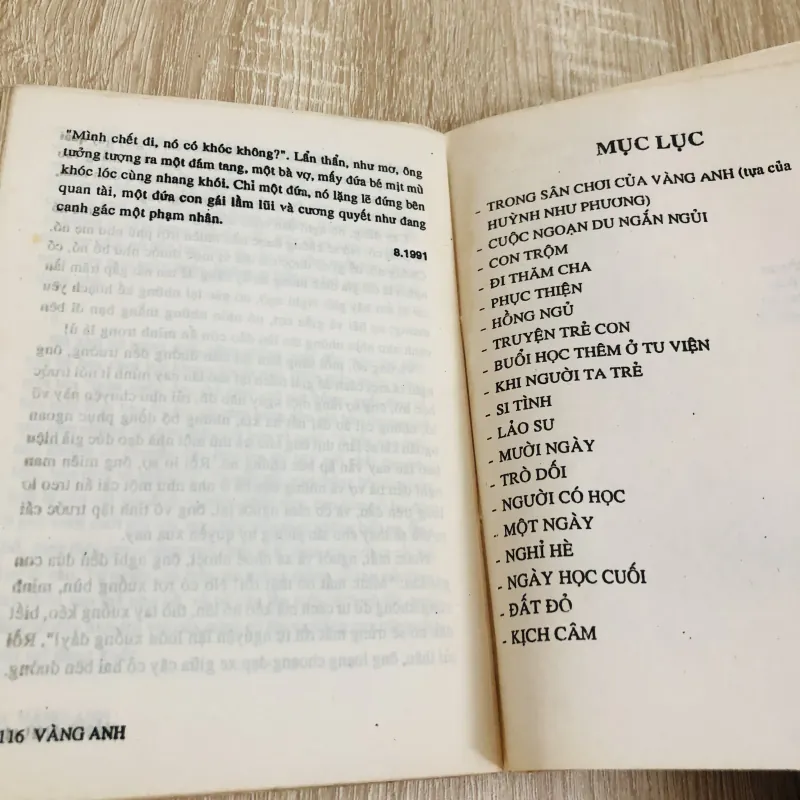 "Mình chết đi, nó có khóc không?". Lẩn thẩn, như mơ, ông
tưởng tượng ra một đám tang, một bà vợ, mấy đứa bé mịt mù
khóc lóc cùng nhang khói. Chỉ một đứa, nó lặng lẽ đứng bên
quan tài, một đứa con gái lầm lũi và cương quyết như đang
canh gác một phạm nhân.
8.1991
116 VÀNG ANH
MỤC LỤC
- TRONG SÂN CHƠI CỦA VÀNG ANH (tựa của
HUỲNH NHƯ PHƯƠNG)
- CUỘC NGOẠN DU NGẮN NGỦI
- CON TRỘM
- ĐI THĂM CHA
- PHỤC THIỆN
- HỒNG NGỦ
- TRUYỆN TRẺ CON
- BUỔI HỌC THÊM Ở TU VIỆN
- KHI NGƯỜI TA TRẺ
- SI TÌNH
- LẢO SU
- MƯỜI NGÀY
- TRÒ DỐI
- NGƯỜI CÓ HỌC
- MỘT NGÀY
- NGHỈ HÈ
- NGÀY HỌC CUỐI
- ĐẤT ĐỎ
- KỊCH CÂM